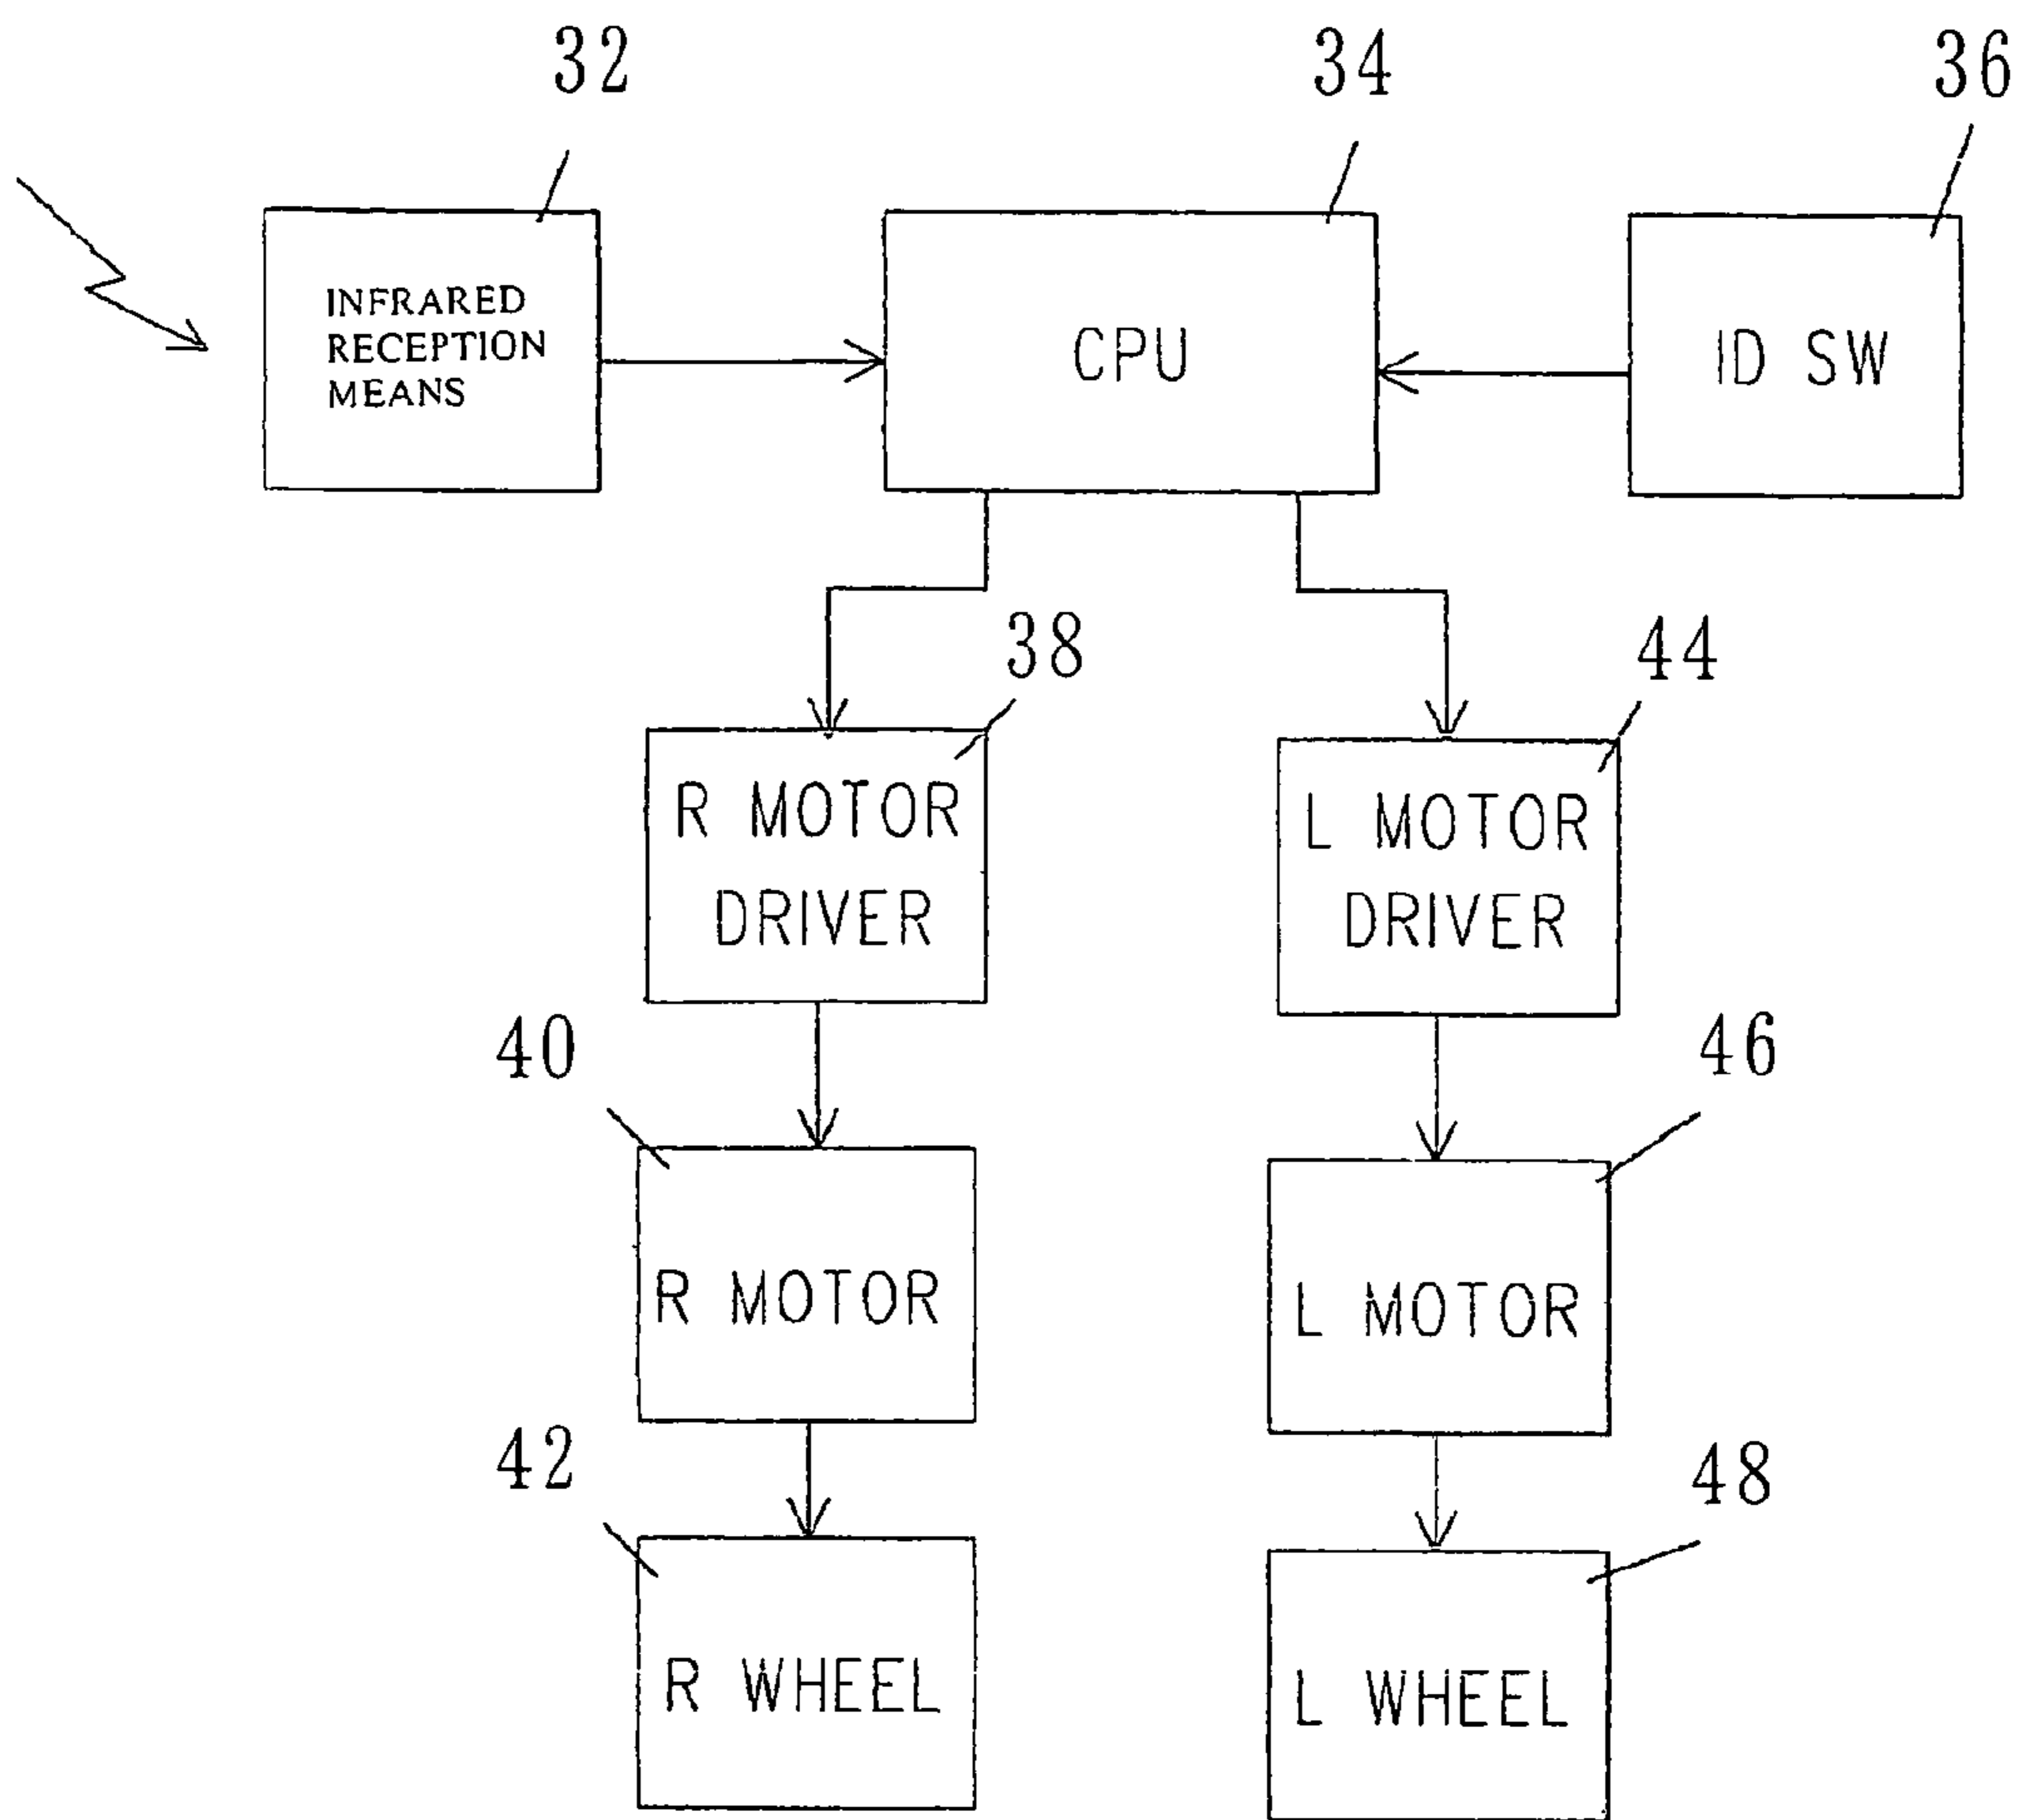 32
34
36
INFRARED
RECEPTION
MEANS
CPU
ID SW
38
44
R MOTOR
DRIVER
L MOTOR
DRIVER
40
46
R MOTOR
L MOTOR
42
48
R WHEEL
L WHEEL